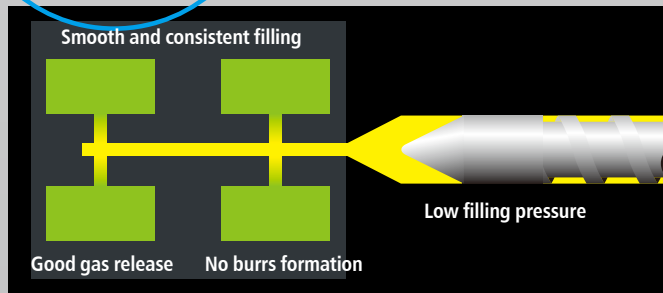 Smooth and consistent filling
Low filling pressure
Good gas release
No burrs formation